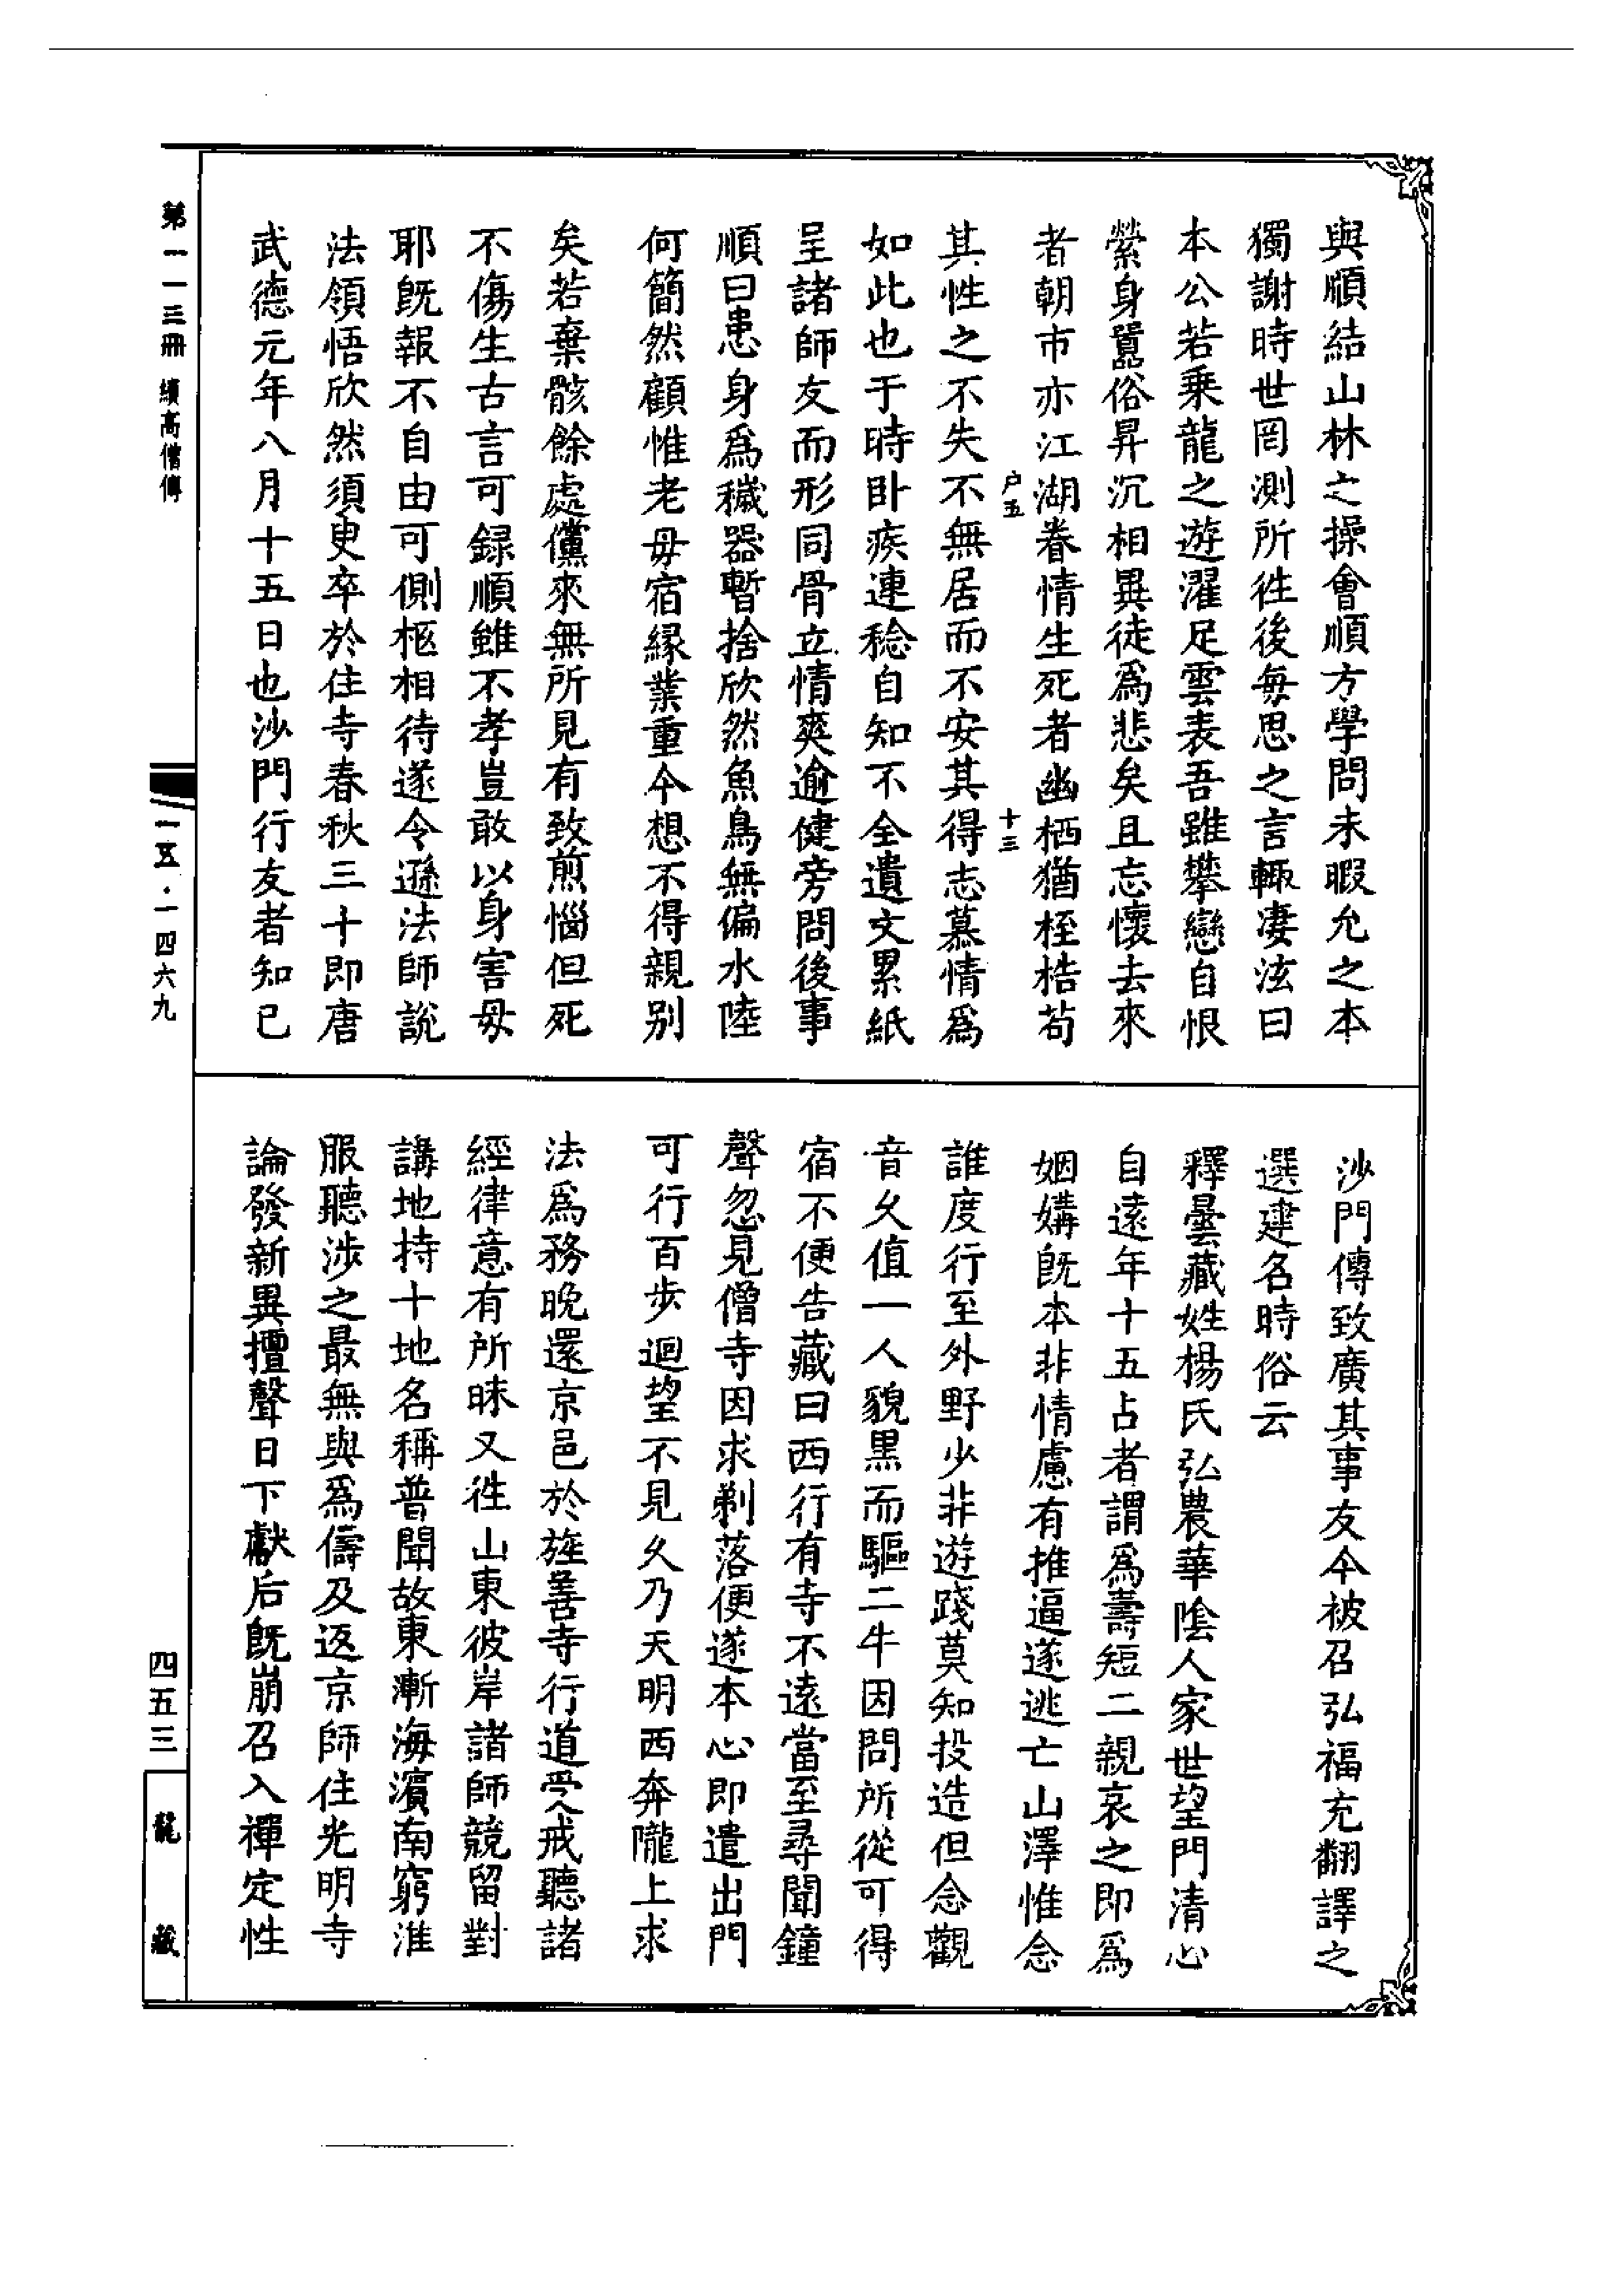 與順結山林之操會順方學問未暇允之本
獨謝時世罔測所徃後每思之言輒凄泫曰
本公若乗龍之遊濯足雲表吾雖攀戀自恨
縈身囂俗昇沉相異徒爲悲矣且忘懷去來
者朝市亦江湖眷情生死者幽栖猶桎梏茍
户五
十三
其性之不失不無居而不安其得志慕情爲
如此也于時卧疾連稔自知不全遺文累紙
呈諸師友而形同骨立情爽逾健旁問後事
順曰患身爲穢器暫捨欣然魚鳥無偏水陸
何簡然顧惟老母宿縁業重今想不得親别
矣若棄骸餘處儻來無所見有致煎惱但死
不傷生古言可録順雖不孝豈敢以身害母
耶旣報不自由可側柩相待遂令遜法師說
法領悟欣然須臾卒於住寺春秋三十即唐
武德元年八月十五日也沙門行友者知己
沙門傳致廣其事友今被召弘福充翻譯之
選建名時俗云
釋曇藏姓楊氏弘農華陰人家世望門清心
自遠年十五占者謂爲壽短二親哀之即爲
姻媾旣本非情慮有推逼遂逃亡山澤惟念
誰度行至外野少非遊踐莫知投造但念觀
音久值一人貌黒而驅二牛因問所從可得
宿不便告藏曰西行有寺不遠當至尋聞鐘
聲忽見僧寺因求剃落便遂本心即遣出門
可行百步迴望不見久乃天明西奔隴上求
法爲務晚還京邑於旌善寺行道受戒聽諸
經律意有所昧又徃山東彼岸諸師競留對
講地持十地名稱普聞故東漸海濵南窮淮
服聽涉之最無與爲儔及返京師住光明寺
論發新異擅聲日下獻后旣崩召入禪定性
第一一三冊 續高僧傳
一五·一四六九
四五三
龍藏